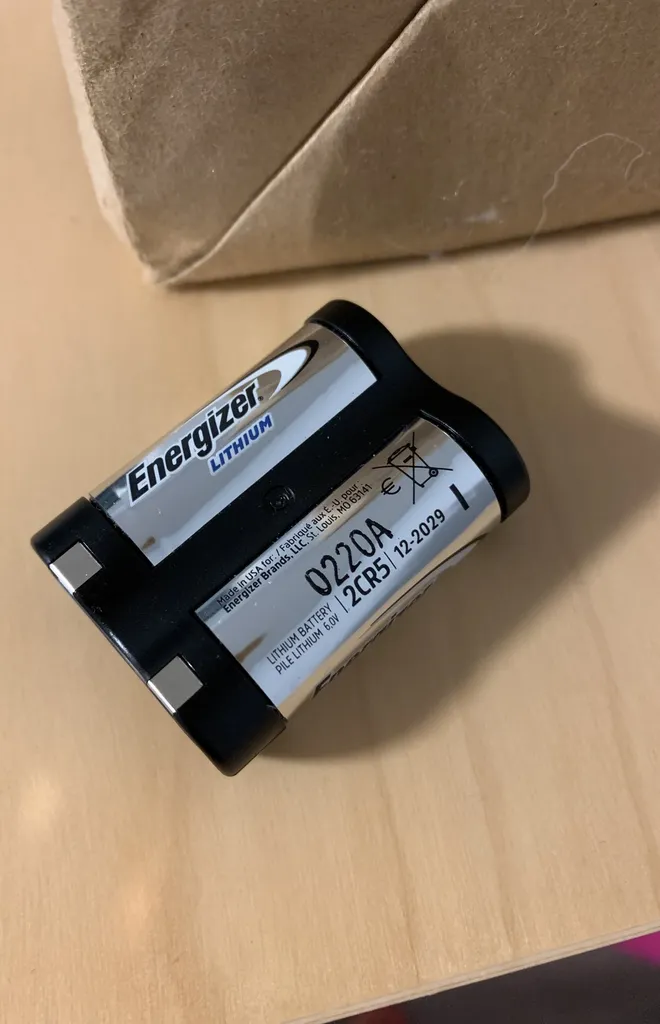 Energizer
LITHIUM
Made in USA for: / Fabriqué aux É.-U. pour
Energizer Brands, LLC, St. Louis, MO 63141
0220A
LITHIUM BATTERY
PILE LITHIUM 6.0V
2CR5
12-2029